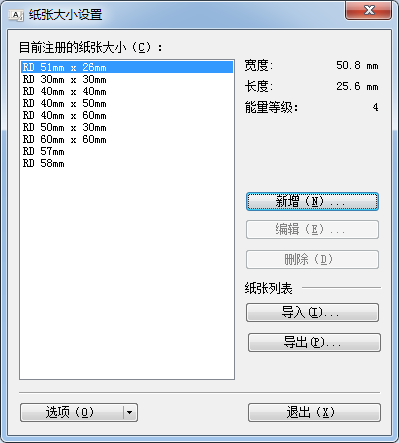 纸张大小设置
目前注册的纸张大小(C):
RD 51mm x 26mm
RD 30mm x 30mm
RD 40mm x 40mm
RD 40mm x 50mm
RD 40mm x 60mm
RD 50mm x 30mm
RD 60mm x 60mm
RD 57mm
RD 58mm
宽度: 50.8 mm
长度: 25.6 mm
能量等级: 4
新增(N)...
编辑(E)...
删除(D)
纸张列表
导入(I)...
导出(P)...
选项(O)
退出(X)